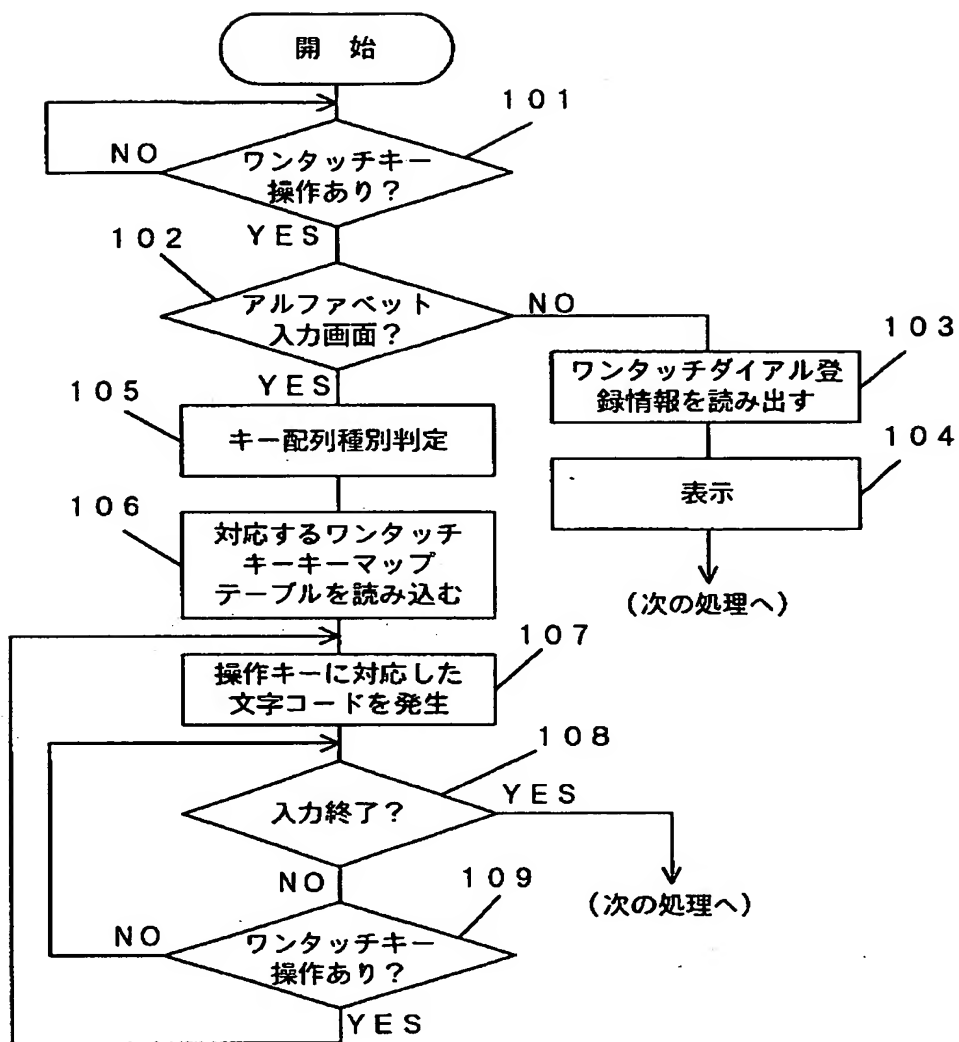 開 始
101
NO
ワンタッチキー
操作あり?
YES
102
アルファベット
入力画面?
NO
103
ワンタッチダイアル登
録情報を読み出す
YES
105
キー配列種別判定
104
表示
106
対応するワンタッチ
キーキーマップ
テーブルを読み込む
(次の処理へ)
107
操作キーに対応した
文字コードを発生
108
入力終了?
YES
NO
109
(次の処理へ)
NO
ワンタッチキー
操作あり?
YES